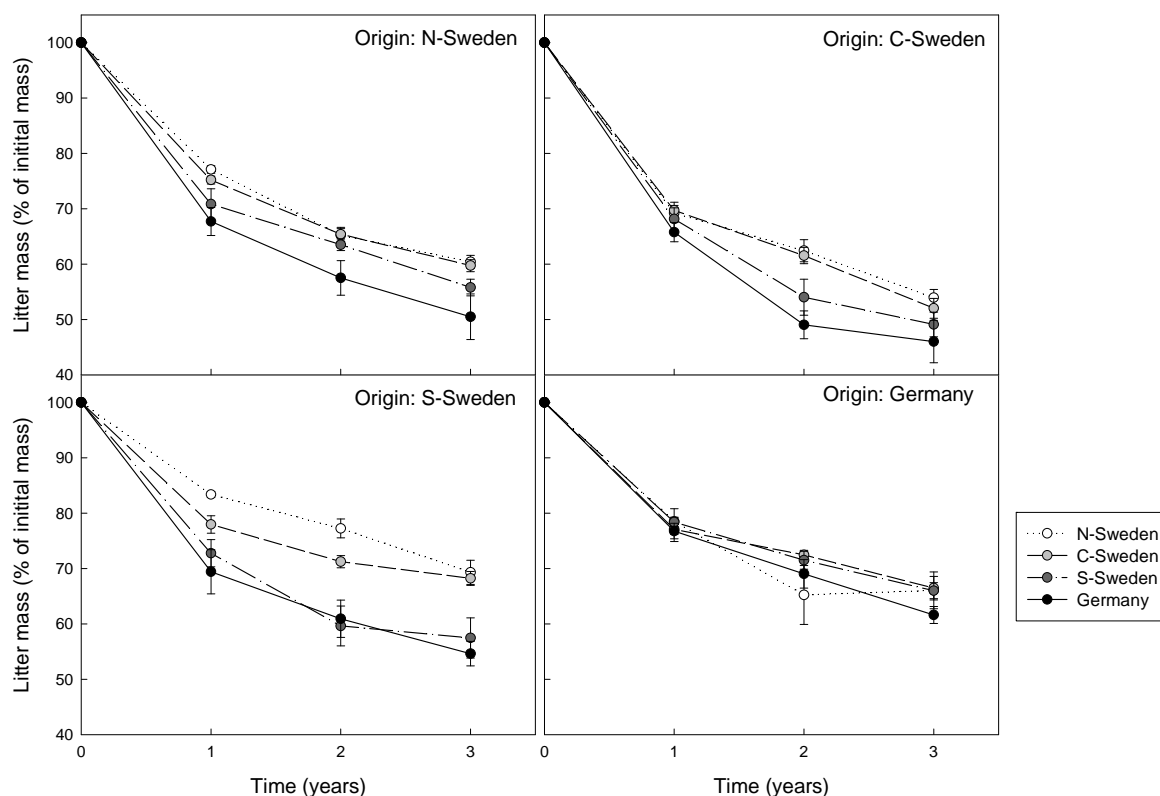 Origin: N-Sweden
Origin: C-Sweden
Litter mass (% of initital mass)
100
90
80
70
60
50
40
Origin: S-Sweden
Origin: Germany
Litter mass (% of initital mass)
100
90
80
70
60
50
40
0
1
2
3
0
1
2
3
Time (years)
Time (years)
N-Sweden
C-Sweden
S-Sweden
Germany